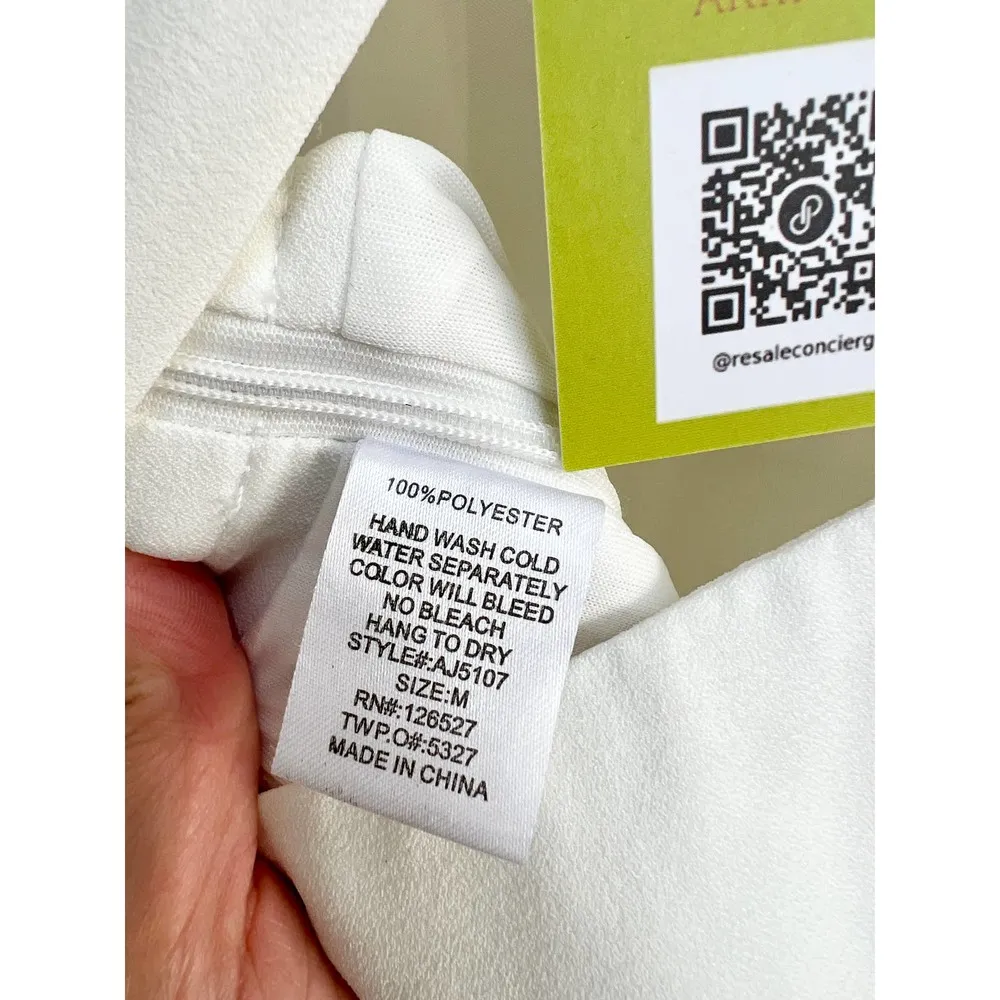 @resaleconcierg
100%POLYESTER
HAND WASH COLD
WATER SEPARATELY
COLOR WILL BLEED
NO BLEACH
HANG TO DRY
STYLE#:AJ5107
SIZE:M
RN#:126527
TWP.O#:5327
MADE IN CHINA